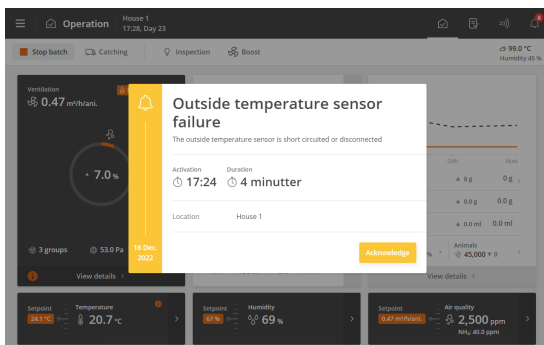 Operation
House 1
17:28, Day 23
8
Stop batch
Catching
Inspection
Boost
99.0 °C
Humidity 45 %
Ventilation
0.47 m³/h/ani.
7.0 %
3 groups
53.0 Pa
View details
16 Dec.
2022
Outside temperature sensor
failure
The outside temperature sensor is short circuited or disconnected
Activation
Duration
17:24
4 minutter
Location
House 1
Acknowledge
24h
Now
0 g
0 g
0.0 g
0.0 g
0.0 ml
0.0 ml
%
Animals
45,000
0
View details
Setpoint
24.1 °C
Temperature
20.7 °C
Setpoint
67 %
Humidity
69 %
Setpoint
0.47 m³/h/ani.
Air quality
2,500 ppm
NH₃: 40.0 ppm